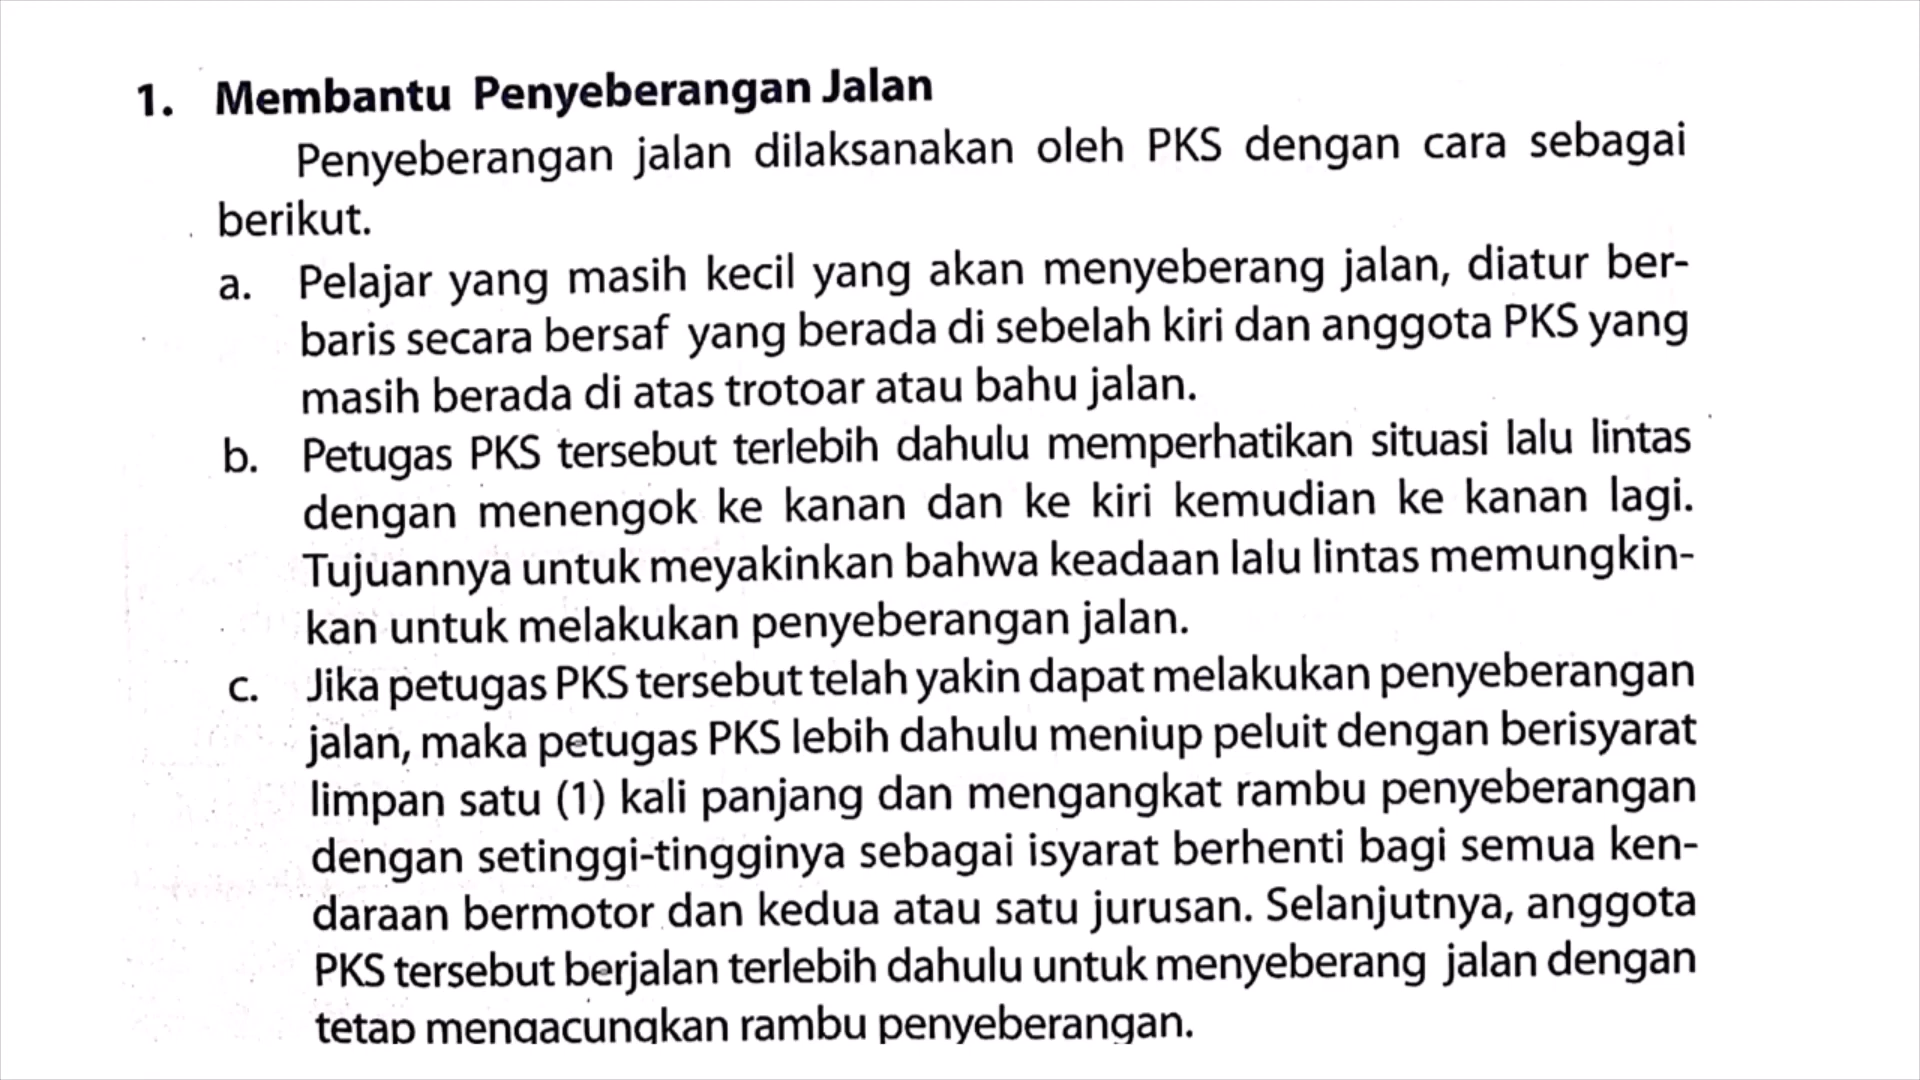 1. Membantu Penyeberangan Jalan
Penyeberangan jalan dilaksanakan oleh PKS dengan cara sebagai
berikut.
a. Pelajar yang masih kecil yang akan menyeberang jalan, diatur ber-
baris secara bersaf yang berada di sebelah kiri dan anggota PKS yang
masih berada di atas trotoar atau bahu jalan.
b. Petugas PKS tersebut terlebih dahulu memperhatikan situasi lalu lintas
dengan menengok ke kanan dan ke kiri kemudian ke kanan lagi.
Tujuannya untuk meyakinkan bahwa keadaan lalu lintas memungkin-
kan untuk melakukan penyeberangan jalan.
c. Jika petugas PKS tersebut telah yakin dapat melakukan penyeberangan
jalan, maka petugas PKS lebih dahulu meniup peluit dengan berisyarat
limpan satu (1) kali panjang dan mengangkat rambu penyeberangan
dengan setinggi-tingginya sebagai isyarat berhenti bagi semua ken-
daraan bermotor dan kedua atau satu jurusan. Selanjutnya, anggota
PKS tersebut berjalan terlebih dahulu untuk menyeberang jalan dengan
tetap mengacungkan rambu penyeberangan.